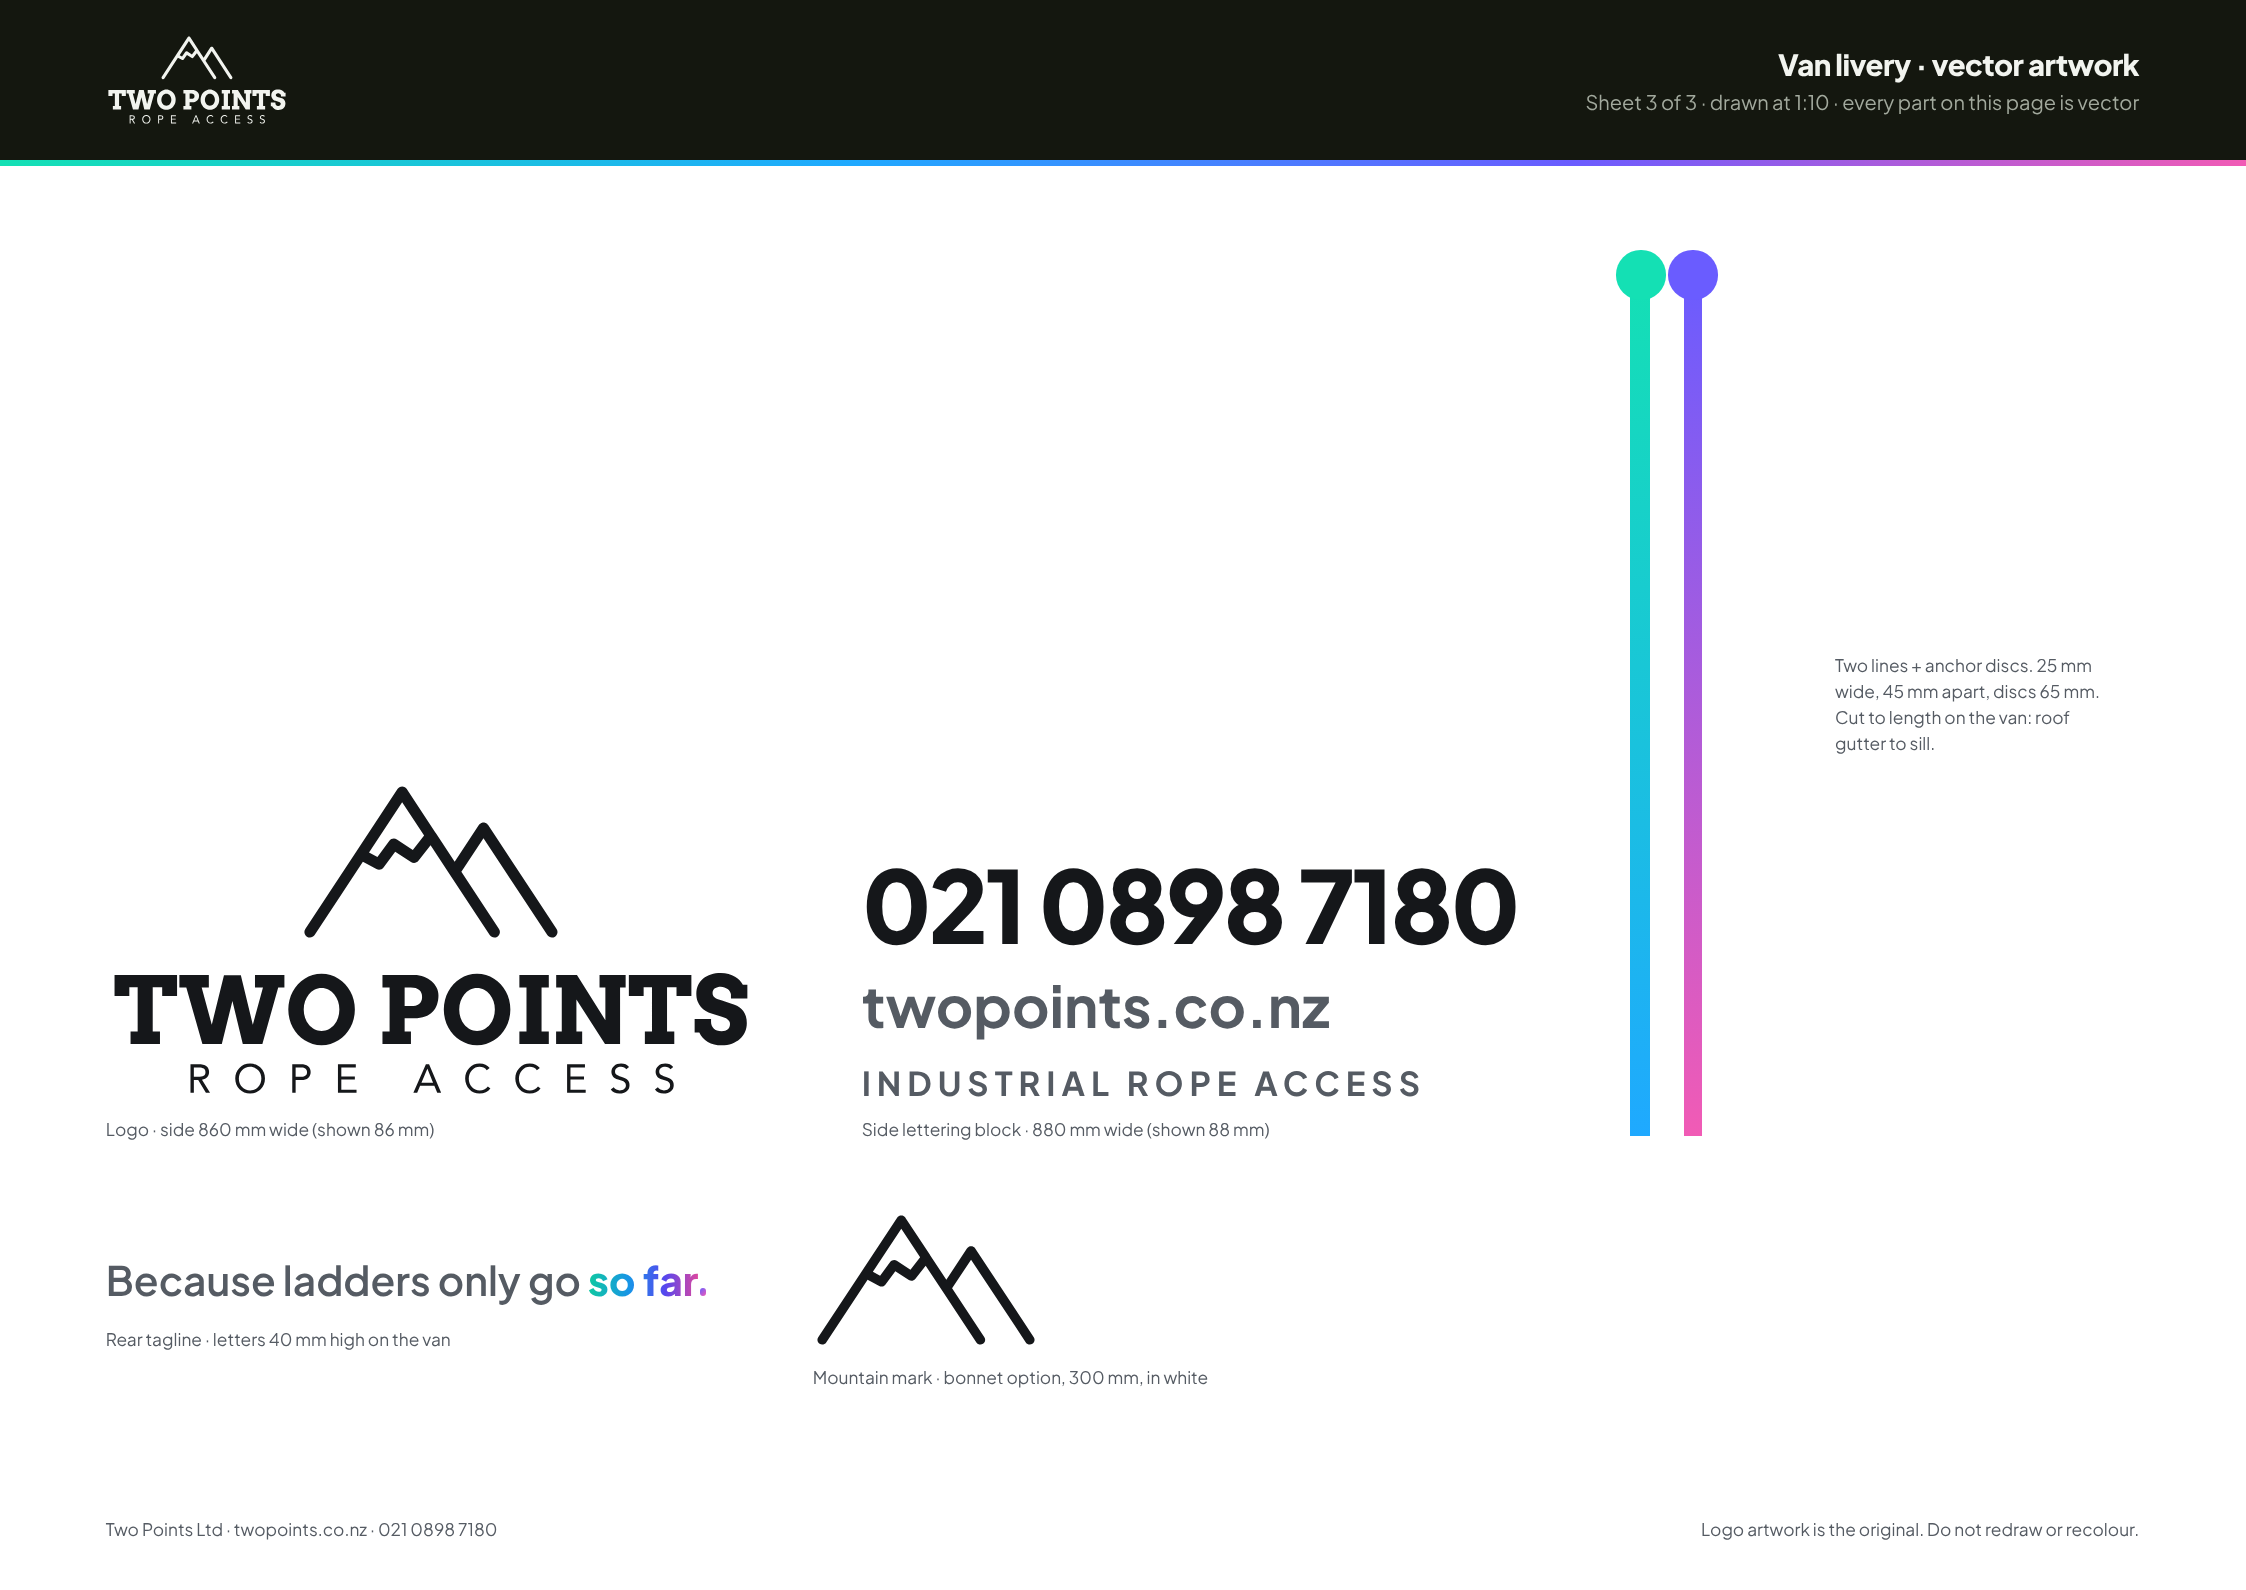 TWO POINTS
ROPE ACCESS
Van livery · vector artwork
Sheet 3 of 3 · drawn at 1:10 · every part on this page is vector
Two lines + anchor discs. 25 mm
wide, 45 mm apart, discs 65 mm.
Cut to length on the van: roof
gutter to sill.
TWO POINTS
ROPE ACCESS
Logo · side 860 mm wide (shown 86 mm)
021 0898 7180
twopoints.co.nz
INDUSTRIAL ROPE ACCESS
Side lettering block · 880 mm wide (shown 88 mm)
Because ladders only go so far.
Rear tagline · letters 40 mm high on the van
Mountain mark · bonnet option, 300 mm, in white
Two Points Ltd · twopoints.co.nz · 021 0898 7180
Logo artwork is the original. Do not redraw or recolour.